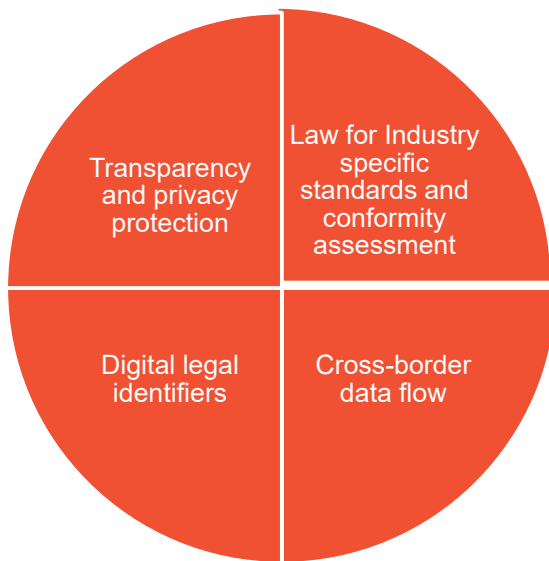 Transparency
and privacy
protection
Law for Industry
specific
standards and
conformity
assessment
Digital legal
identifiers
Cross-border
data flow